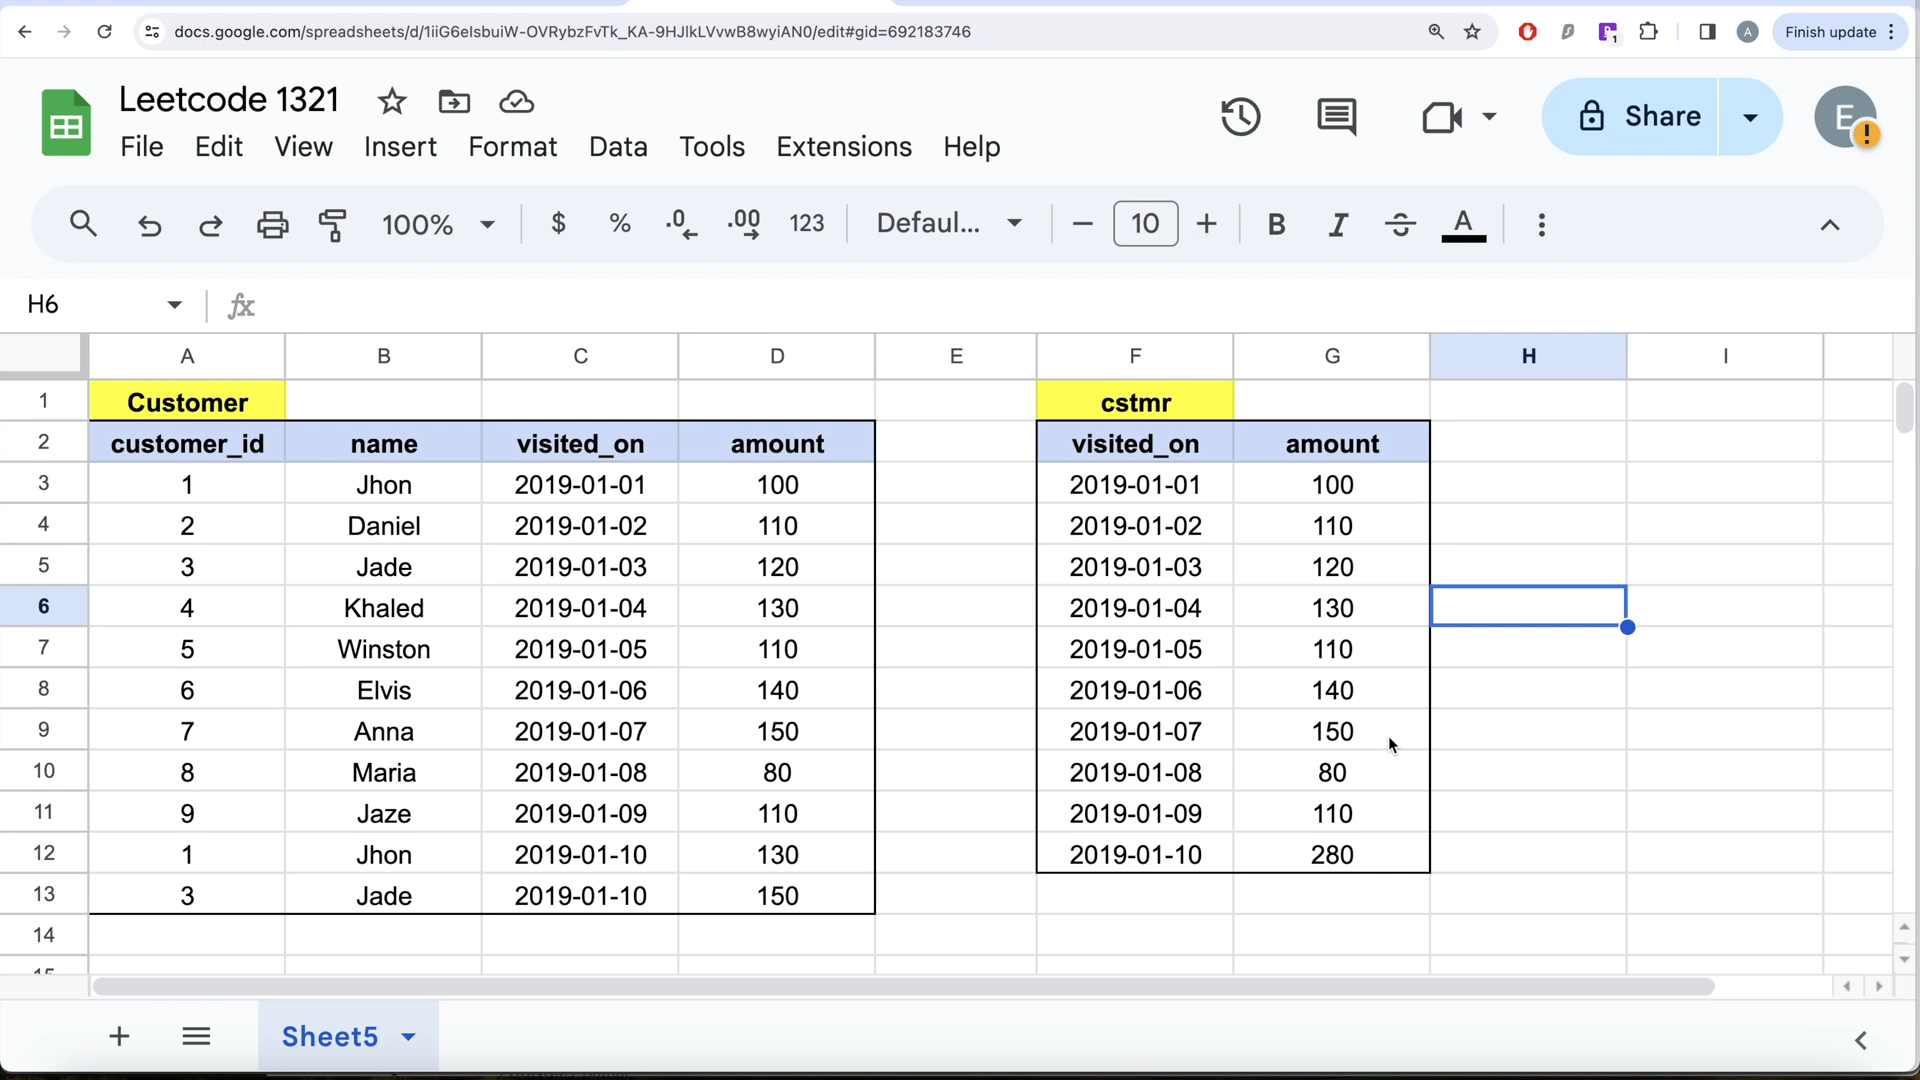 docs.google.com/spreadsheets/d/1iiG6eIsbuiW-OVRybzFvTk_KA-9HJlkLVvwB8wyiAN0/edit#gid=692183746
1
A
Finish update
Leetcode 1321
File Edit View Insert Format Data Tools Extensions Help
Share
E
100% $ % .0 .00 123 Defaul... 10 B I S A
H6 fx
A B C D E F G H I
1 Customer cstmr
2 customer_id name visited_on amount visited_on amount
3 1 Jhon 2019-01-01 100 2019-01-01 100
4 2 Daniel 2019-01-02 110 2019-01-02 110
5 3 Jade 2019-01-03 120 2019-01-03 120
6 4 Khaled 2019-01-04 130 2019-01-04 130
7 5 Winston 2019-01-05 110 2019-01-05 110
8 6 Elvis 2019-01-06 140 2019-01-06 140
9 7 Anna 2019-01-07 150 2019-01-07 150
10 8 Maria 2019-01-08 80 2019-01-08 80
11 9 Jaze 2019-01-09 110 2019-01-09 110
12 1 Jhon 2019-01-10 130 2019-01-10 280
13 3 Jade 2019-01-10 150
14
15
+ Sheet5